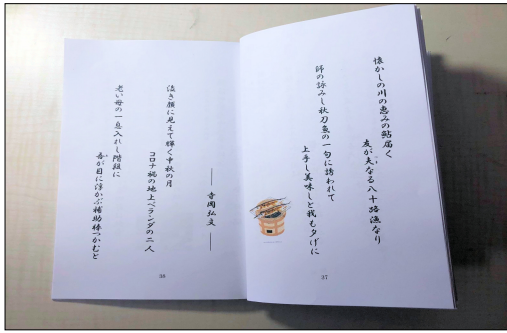 懐かしの川の恵みの鮎届く
友が夫なる八十路漁なり
師の詠みし秋刀魚の一句に誘われて
上手し美味しと我も夕げに
27
―― 寺岡弘文 ――
泣き顔に見えて輝く中秋の月
コロナ禍の地上ベランダの二人
老い母の一息入れし階段に
吾が目に浮かぶ補助棒つかむと
38